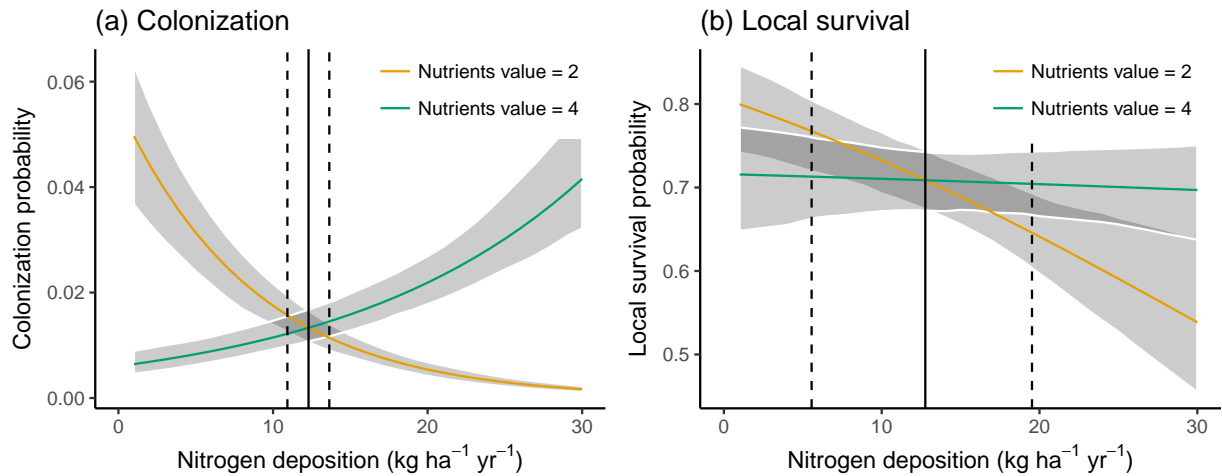 (a) Colonization
Colonization probability
0.06
0.04
0.02
0.00
Nutrients value = 2
Nutrients value = 4
0
10
20
30
Nitrogen deposition (kg ha⁻¹ yr⁻¹)
(b) Local survival
Local survival probability
0.8
0.7
0.6
0.5
Nutrients value = 2
Nutrients value = 4
0
10
20
30
Nitrogen deposition (kg ha⁻¹ yr⁻¹)